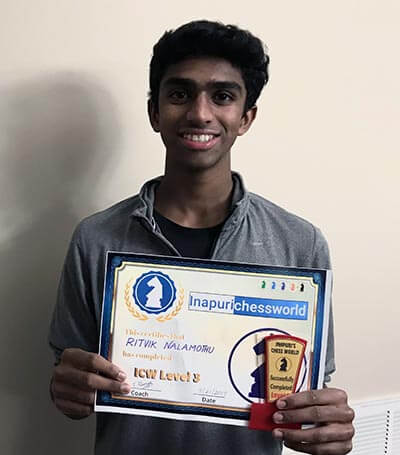 Inapurichessworld
This certifies that
RITVIK NALAMOTHU
has completed
ICW Level 3
Coach
Date
INAPURI'S
CHESS WORLD
Successfully
Completed